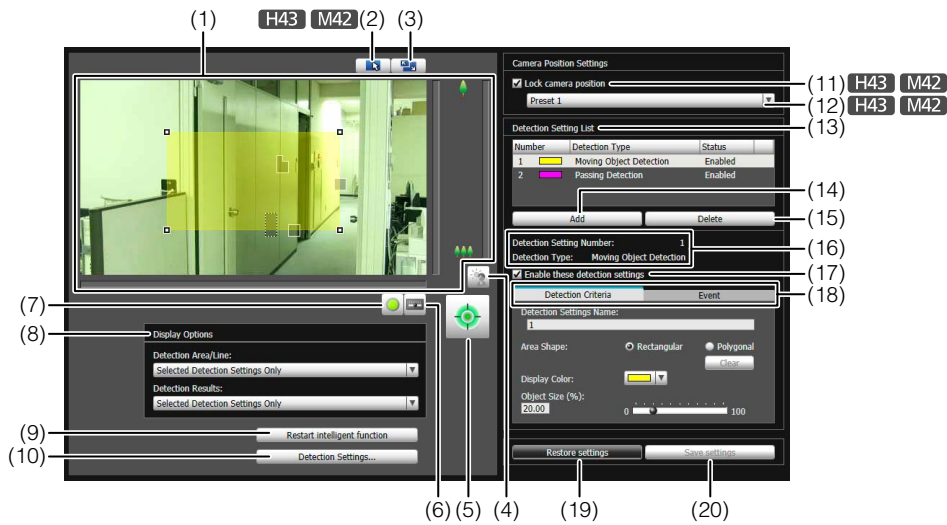 (1) H43 M42 (2) (3)
Camera Position Settings
Lock camera position
(11) H43 M42
Preset 1
(12) H43 M42
Detection Setting List
(13)
Number Detection Type Status
1 Moving Object Detection Enabled
2 Passing Detection Enabled
(14)
Add Delete
(15)
Detection Setting Number: 1
(16)
Detection Type: Moving Object Detection
Enable these detection settings
(17)
Detection Criteria Event
(18)
Detection Settings Name:
1
Area Shape: Rectangular Polygonal
Clear
Display Color:
Object Size (%):
20.00 0 100
Restore settings Save settings
(19) (20)
(7)
(8)
Display Options
Detection Area/Line:
Selected Detection Settings Only
Detection Results:
Selected Detection Settings Only
(9)
Restart intelligent function
(10)
Detection Settings...
(6) (5) (4)